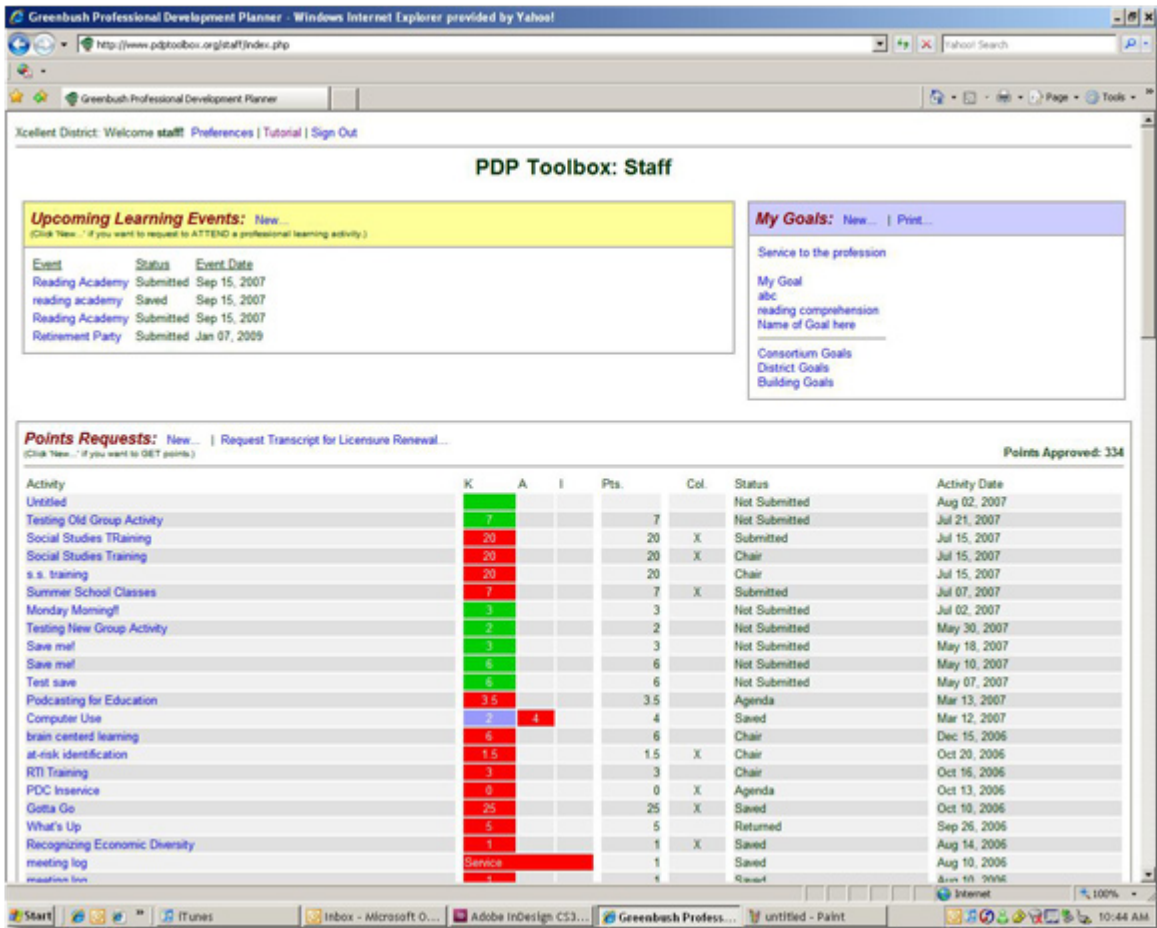 Greenbush Professional Development Planner - Windows Internet Explorer provided by Yahoo!
http://www.pdptoolbox.org/staff/index.php
Yahoo! Search
Greenbush Professional Development Planner
Page
Tools
Xcellent District: Welcome staff! Preferences | Tutorial | Sign Out
PDP Toolbox: Staff
Upcoming Learning Events: New...
(Click 'New...' if you want to request to ATTEND a professional learning activity.)
Event Status Event Date
Reading Academy Submitted Sep 15, 2007
reading academy Saved Sep 15, 2007
Reading Academy Submitted Sep 15, 2007
Retirement Party Submitted Jan 07, 2009
My Goals: New... | Print...
Service to the profession
My Goal
abc
reading comprehension
Name of Goal here
Consortium Goals
District Goals
Building Goals
Points Requests: New... | Request Transcript for Licensure Renewal...
(Click 'New...' if you want to GET points.)
Points Approved: 334
Activity K A I Pts. Col. Status Activity Date
Untitled Not Submitted Aug 02, 2007
Testing Old Group Activity 7 7 Not Submitted Jul 21, 2007
Social Studies TRaining 20 20 X Submitted Jul 15, 2007
Social Studies Training 20 20 X Chair Jul 15, 2007
s.s. training 20 20 Chair Jul 15, 2007
Summer School Classes 7 7 X Submitted Jul 07, 2007
Monday Morning!! 3 3 Not Submitted Jul 02, 2007
Testing New Group Activity 2 2 Not Submitted May 30, 2007
Save me! 3 3 Not Submitted May 18, 2007
Save me! 6 6 Not Submitted May 10, 2007
Test save 6 6 Not Submitted May 07, 2007
Podcasting for Education 3.5 3.5 Agenda Mar 13, 2007
Computer Use 2 4 4 Saved Mar 12, 2007
brain centerd learning 6 6 Chair Dec 15, 2006
at-risk identification 1.5 1.5 X Chair Oct 20, 2006
RTI Training 3 3 Chair Oct 16, 2006
PDC Inservice 0 0 X Agenda Oct 13, 2006
Gotta Go 25 25 X Saved Oct 10, 2006
What's Up 5 5 Returned Sep 26, 2006
Recognizing Economic Diversity 1 1 X Saved Aug 14, 2006
meeting log Service 1 Saved Aug 10, 2006
meeting log 1 1 Saved Aug 10, 2006
Internet 100%
Start iTunes Inbox - Microsoft O... Adobe InDesign CS3... Greenbush Profess... untitled - Paint 10:44 AM